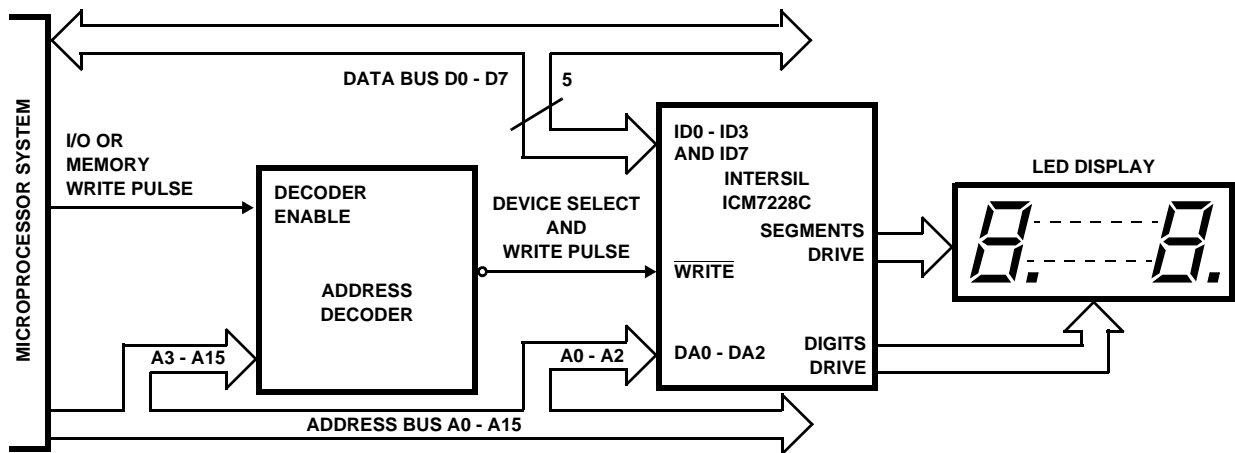 MICROPROCESSOR SYSTEM
DATA BUS D0 - D7
5
I/O OR
MEMORY
WRITE PULSE
DECODER
ENABLE
ADDRESS
DECODER
DEVICE SELECT
AND
WRITE PULSE
ID0 - ID3
AND ID7
INTERSIL
ICM7228C
SEGMENTS
DRIVE
WRITE
DA0 - DA2
DIGITS
DRIVE
LED DISPLAY
8. 8.
A3 - A15
A0 - A2
ADDRESS BUS A0 - A15